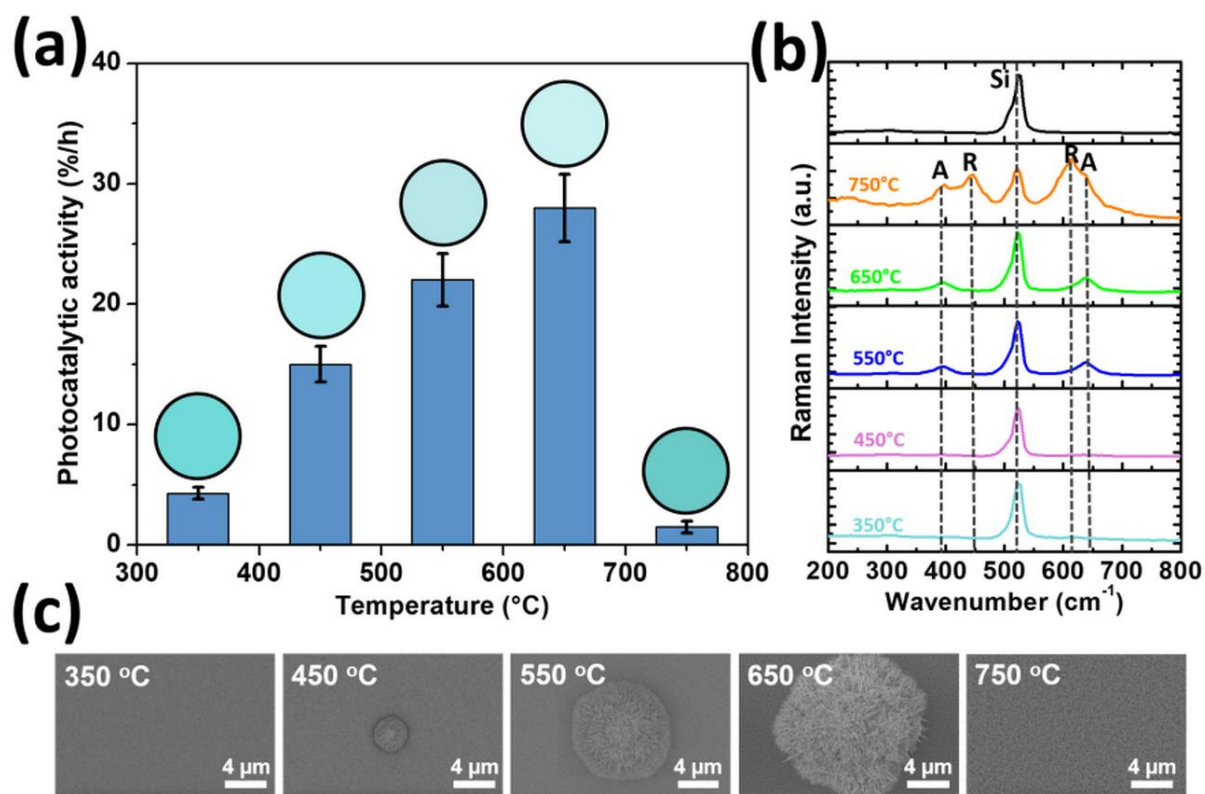 (a)
40
30
20
10
0
Photocatalytic activity (%/h)
300 400 500 600 700 800
Temperature (°C)
(b)
Si
A R R A
750°C
650°C
550°C
450°C
350°C
Raman Intensity (a.u.)
200 300 400 500 600 700 800
Wavenumber (cm⁻¹)
(c)
350 °C
4 µm
450 °C
4 µm
550 °C
4 µm
650 °C
4 µm
750 °C
4 µm